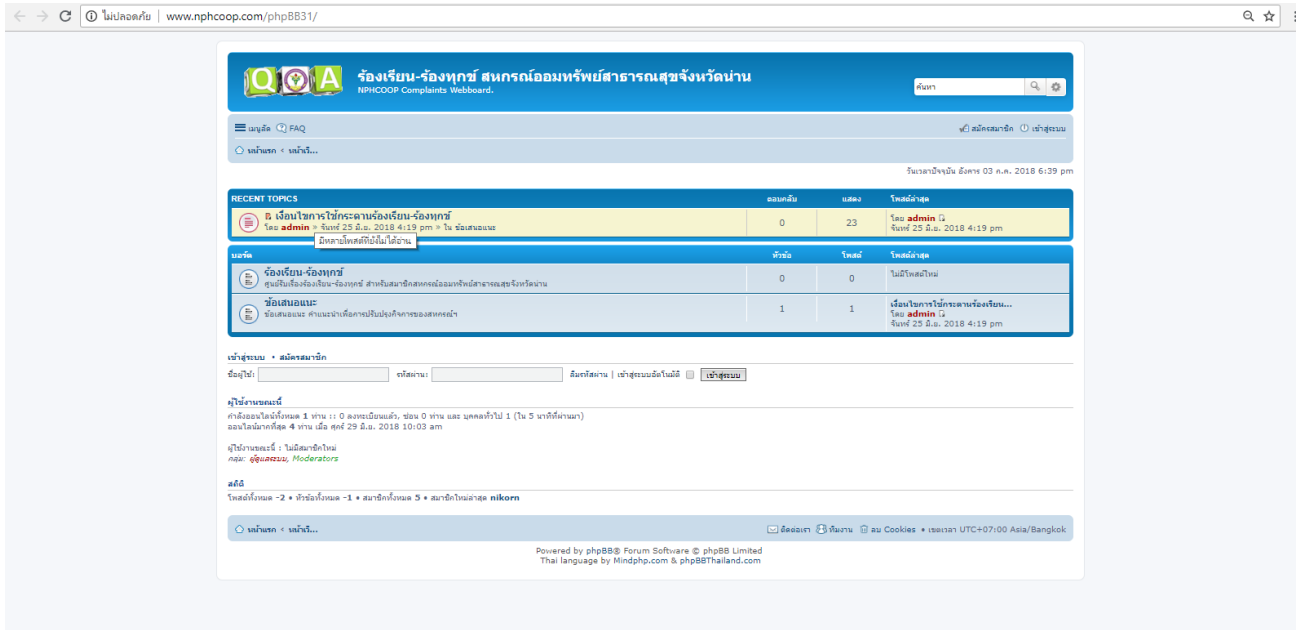 ไม่ปลอดภัย | www.nphcoop.com/phpBB31/
Q A ร้องเรียน-ร้องทุกข์ สหกรณ์ออมทรัพย์สาธารณสุขจังหวัดน่าน
NPHCOOP Complaints Webboard.
ค้นหา
เมนูลัด FAQ สมัครสมาชิก เข้าสู่ระบบ
หน้าแรก < หน้าเว็...
วันเวลาปัจจุบัน อังคาร 03 ก.ค. 2018 6:39 pm
RECENT TOPICS ตอบกลับ แสดง โพสต์ล่าสุด
เงื่อนไขการใช้กระดานร้องเรียน-ร้องทุกข์ 0 23 โดย admin
โดย admin » จันทร์ 25 มิ.ย. 2018 4:19 pm » ใน ข้อเสนอแนะ จันทร์ 25 มิ.ย. 2018 4:19 pm
มีหลายโพสต์ที่ยังไม่ได้อ่าน
บอร์ด หัวข้อ โพสต์ โพสต์ล่าสุด
ร้องเรียน-ร้องทุกข์ 0 0 ไม่มีโพสต์ใหม่
ศูนย์รับเรื่องร้องเรียน-ร้องทุกข์ สำหรับสมาชิกสหกรณ์ออมทรัพย์สาธารณสุขจังหวัดน่าน
ข้อเสนอแนะ 1 1 เงื่อนไขการใช้กระดานร้องเรียน...
ข้อเสนอแนะ คำแนะนำเพื่อการปรับปรุงกิจการของสหกรณ์ฯ โดย admin
จันทร์ 25 มิ.ย. 2018 4:19 pm
เข้าสู่ระบบ • สมัครสมาชิก
ชื่อผู้ใช้: รหัสผ่าน: ลืมรหัสผ่าน | เข้าสู่ระบบอัตโนมัติ เข้าสู่ระบบ
ผู้ใช้งานขณะนี้
กำลังออนไลน์ทั้งหมด 1 ท่าน :: 0 ลงทะเบียนแล้ว, ซ่อน 0 ท่าน และ บุคคลทั่วไป 1 (ใน 5 นาทีที่ผ่านมา)
ออนไลน์มากที่สุด 4 ท่าน เมื่อ ศุกร์ 29 มิ.ย. 2018 10:03 am
ผู้ใช้งานขณะนี้ : ไม่มีสมาชิกใหม่
กลุ่ม: ผู้ดูแลระบบ, Moderators
สถิติ
โพสต์ทั้งหมด -2 • หัวข้อทั้งหมด -1 • สมาชิกทั้งหมด 5 • สมาชิกใหม่ล่าสุด nikorn
หน้าแรก < หน้าเว็... ติดต่อเรา ทีมงาน ลบ Cookies • เขตเวลา UTC+07:00 Asia/Bangkok
Powered by phpBB® Forum Software © phpBB Limited
Thai language by Mindphp.com & phpBBThailand.com